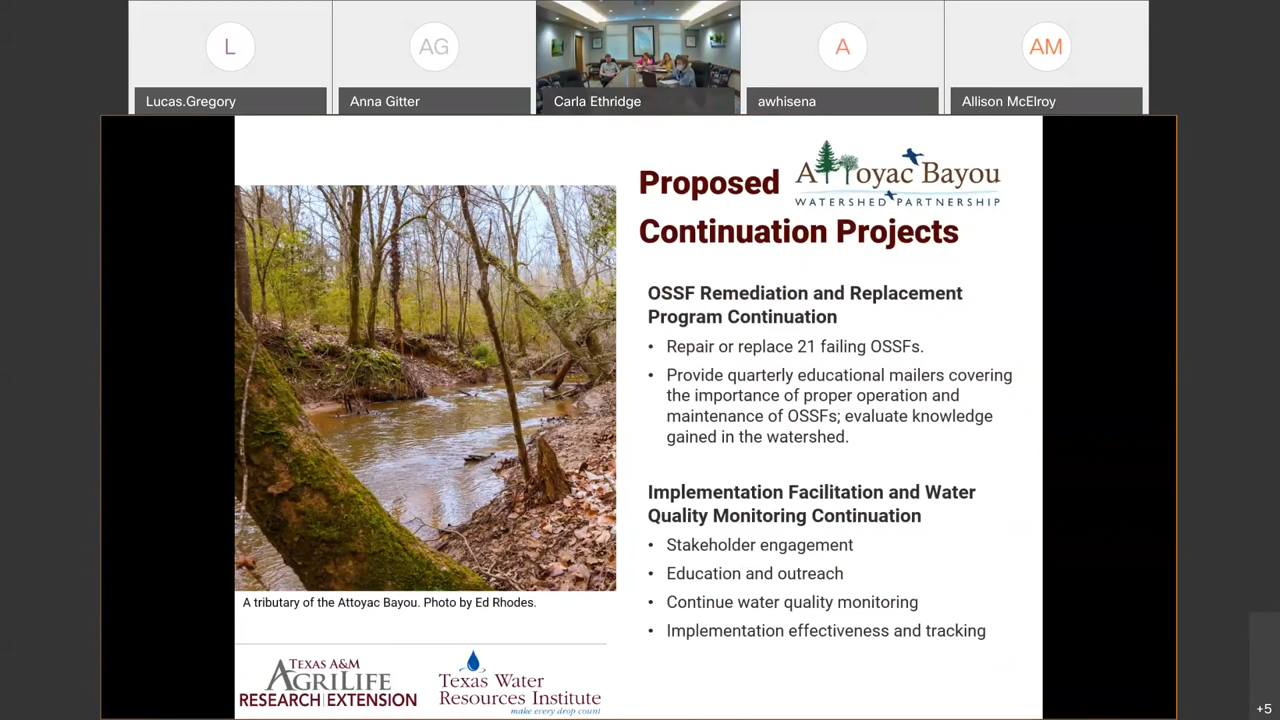 L
AG
A
AM
Lucas.Gregory
Anna Gitter
Carla Ethridge
awhisena
Allison McElroy
Proposed
Continuation Projects
Attoyac Bayou
WATERSHED PARTNERSHIP
OSSF Remediation and Replacement
Program Continuation
• Repair or replace 21 failing OSSFs.
• Provide quarterly educational mailers covering
the importance of proper operation and
maintenance of OSSFs; evaluate knowledge
gained in the watershed.
Implementation Facilitation and Water
Quality Monitoring Continuation
• Stakeholder engagement
• Education and outreach
• Continue water quality monitoring
• Implementation effectiveness and tracking
A tributary of the Attoyac Bayou. Photo by Ed Rhodes.
TEXAS A&M
AGRILIFE
RESEARCH | EXTENSION
Texas Water
Resources Institute
make every drop count
+5